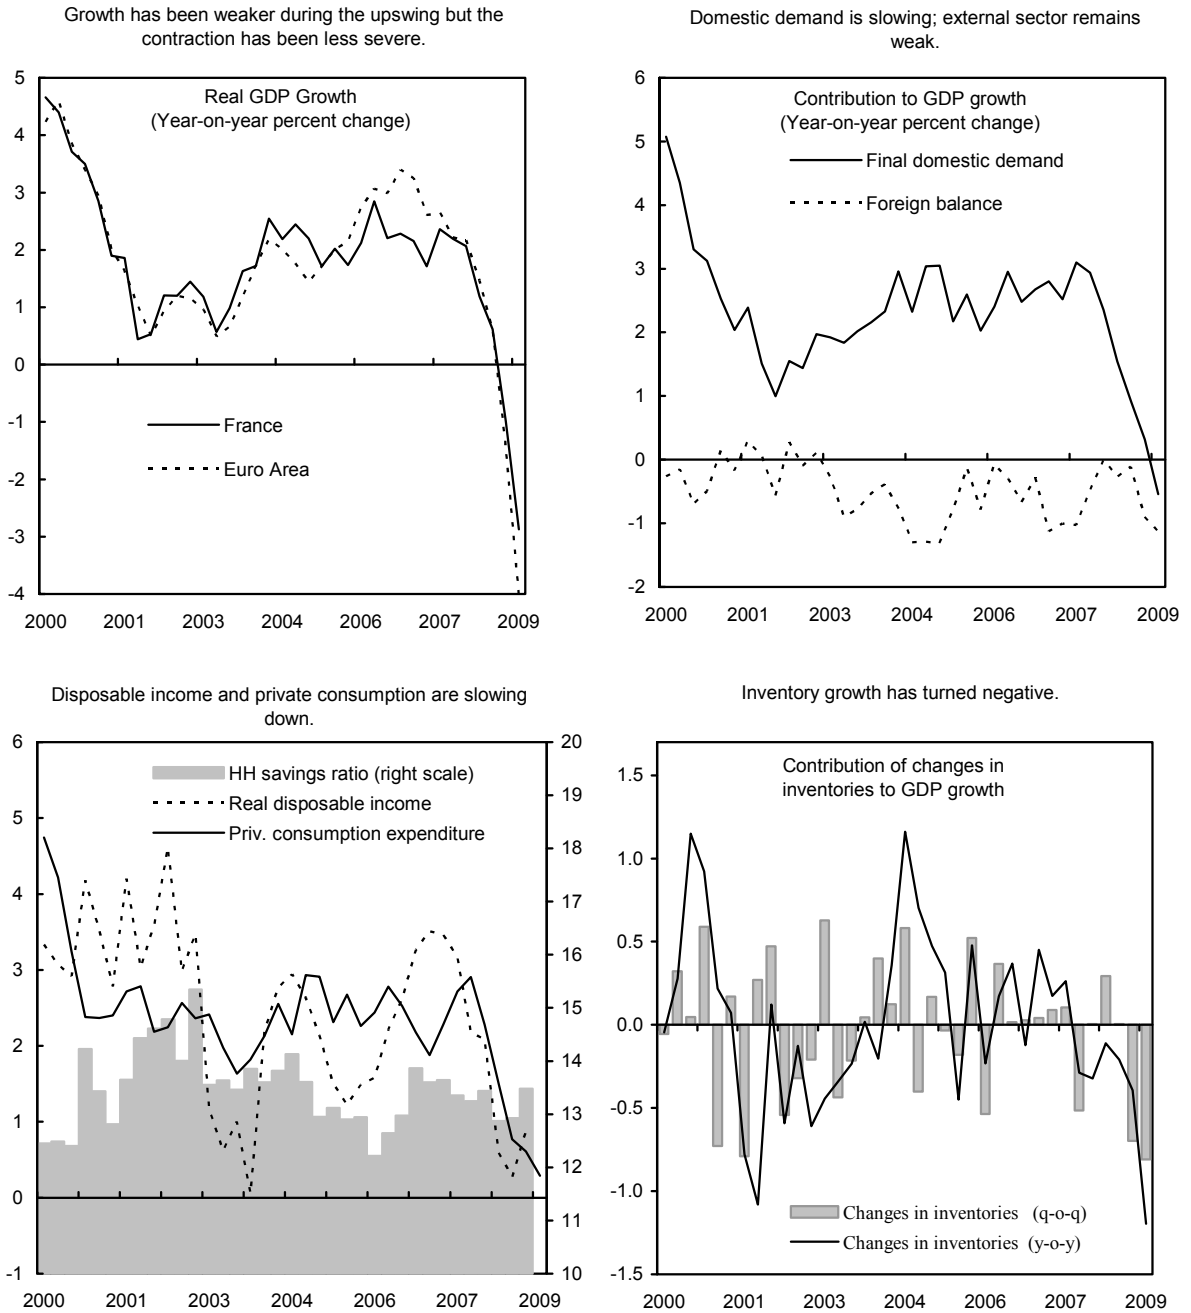 Growth has been weaker during the upswing but the
contraction has been less severe.
5
4
3
2
1
0
-1
-2
-3
-4
Real GDP Growth
(Year-on-year percent change)
France
Euro Area
2000 2001 2003 2004 2006 2007 2009
Domestic demand is slowing; external sector remains
weak.
6
5
4
3
2
1
0
-1
-2
Contribution to GDP growth
(Year-on-year percent change)
Final domestic demand
Foreign balance
2000 2001 2003 2004 2006 2007 2009
Disposable income and private consumption are slowing
down.
6
5
4
3
2
1
0
-1
HH savings ratio (right scale)
Real disposable income
Priv. consumption expenditure
20
19
18
17
16
15
14
13
12
11
10
2000 2001 2003 2004 2006 2007 2009
Inventory growth has turned negative.
1.5
1.0
0.5
0.0
-0.5
-1.0
-1.5
Contribution of changes in
inventories to GDP growth
Changes in inventories (q-o-q)
Changes in inventories (y-o-y)
2000 2001 2003 2004 2006 2007 2009